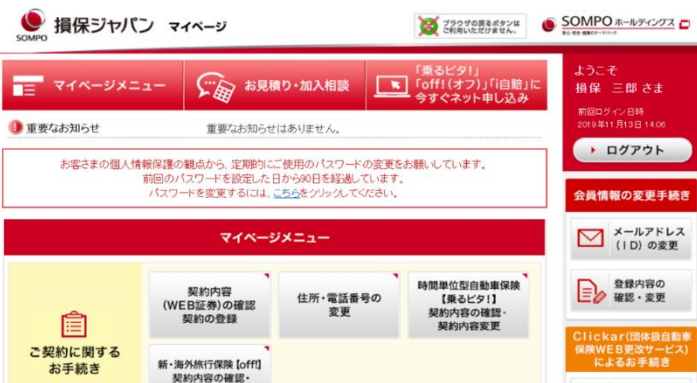 SOMPO
損保ジャパン マイページ
ブラウザの戻るボタンは
ご利用いただけません。
SOMPO ホールディングス
安心・安全・健康のテーマパーク
マイページメニュー
お見積り・加入相談
「乗るピタ!」
「off!(オフ)」「i自賠」に
今すぐネット申し込み
ようこそ
損保 三郎 さま
前回ログイン日時
2019年11月13日 14:06
ログアウト
重要なお知らせ
重要なお知らせはありません。
お客さまの個人情報保護の観点から、定期的にご使用のパスワードの変更をお願いしています。
前回のパスワードを設定した日から90日を経過しています。
パスワードを変更するには、こちらをクリックしてください。
マイページメニュー
ご契約に関する
お手続き
契約内容
(WEB証券)の確認
契約の登録
住所・電話番号の
変更
時間単位型自動車保険
【乗るピタ!】
契約内容の確認・
契約内容変更
新・海外旅行保険【off!】
契約内容の確認・
会員情報の変更手続き
メールアドレス
(ID)の変更
登録内容の
確認・変更
Clickar(団体扱自動車
保険WEB更改サービス)
によるお手続き